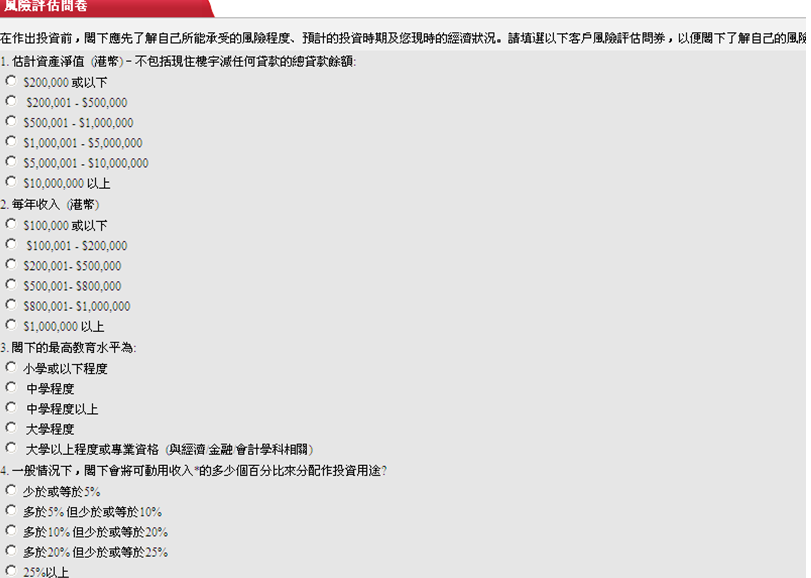 風險評估問卷
在作出投資前，閣下應先了解自己所能承受的風險程度、預計的投資時期及您現時的經濟狀況。請填選以下客戶風險評估問券，以便閣下了解自己的風險
1. 估計資產淨值 (港幣) - 不包括現住樓宇減任何貸款的總貸款餘額:
$200,000 或以下
$200,001 - $500,000
$500,001 - $1,000,000
$1,000,001 - $5,000,000
$5,000,001 - $10,000,000
$10,000,000 以上
2. 每年收入 (港幣)
$100,000 或以下
$100,001 - $200,000
$200,001- $500,000
$500,001- $800,000
$800,001- $1,000,000
$1,000,000 以上
3. 閣下的最高教育水平為:
小學或以下程度
中學程度
中學程度以上
大學程度
大學以上程度或專業資格 (與經濟/金融/會計學科相關)
4. 一般情況下，閣下會將可動用收入*的多少個百分比來分配作投資用途?
少於或等於5%
多於5% 但少於或等於10%
多於10% 但少於或等於20%
多於20% 但少於或等於25%
25%以上